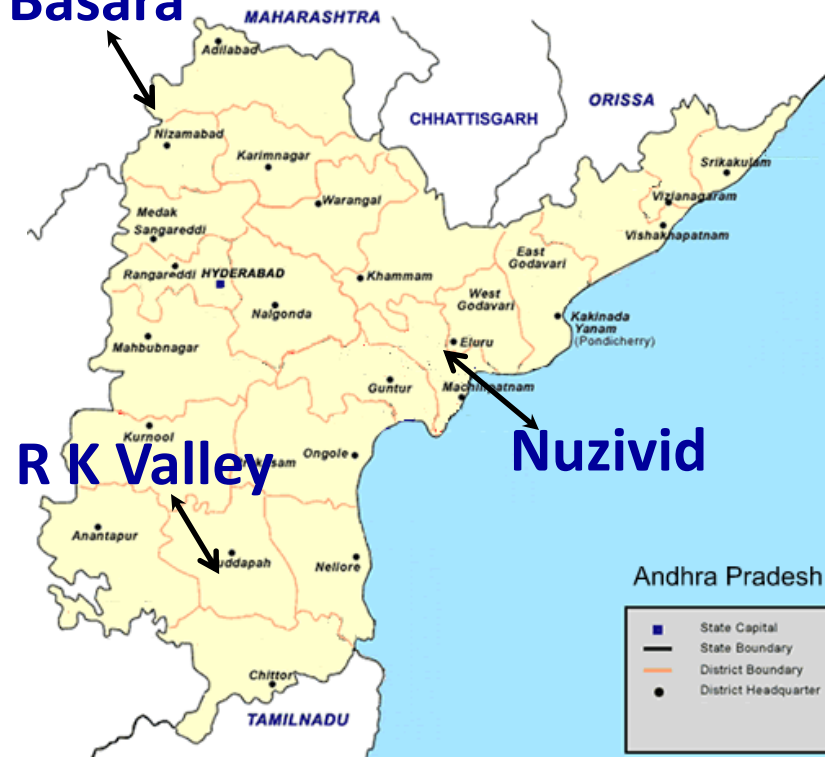 Basara
MAHARASHTRA
Adilabad
ORISSA
CHHATTISGARH
Nizamabad
Karimnagar
Srikakulam
Warangal
Vizianagaram
Medak
Sangareddi
Vishakhapatnam
East
Godavari
Rangareddi
HYDERABAD
Khammam
West
Godavari
Nalgonda
Kakinada
Yanam
(Pondicherry)
Mahbubnagar
Eluru
Guntur
Machilipatnam
Kurnool
Nuzivid
R K Valley
Ongole
Anantapur
uddapah
Nellore
Andhra Pradesh
State Capital
State Boundary
District Boundary
District Headquarter
Chittor
TAMILNADU